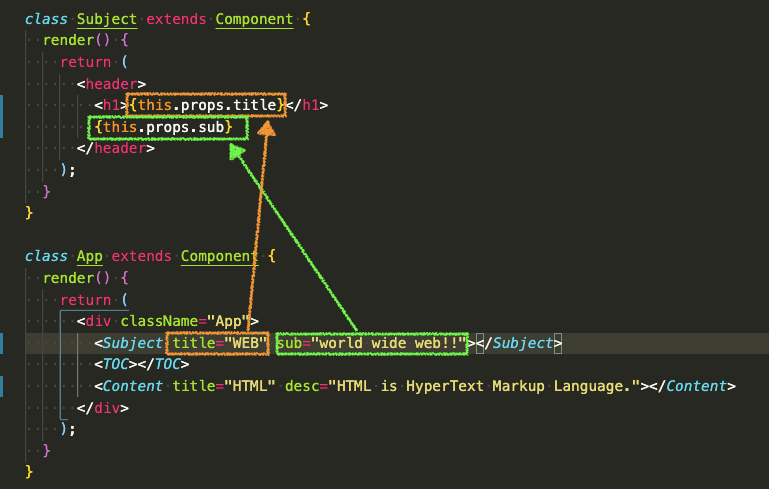 class Subject extends Component {
render() {
return (
<header>
<h1>{this.props.title}</h1>
{this.props.sub}
</header>
);
}
}
class App extends Component {
render() {
return (
<div className="App">
<Subject title="WEB" sub="world wide web!!"></Subject>
<TOC></TOC>
<Content title="HTML" desc="HTML is HyperText Markup Language."></Content>
</div>
);
}
}